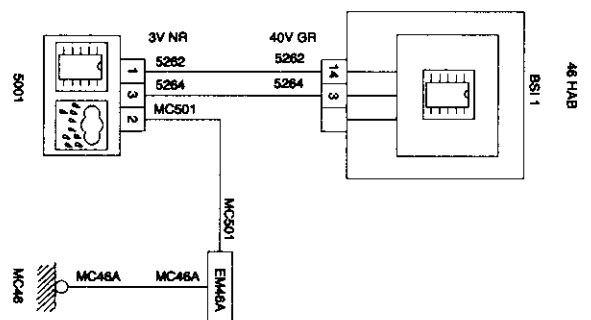 3V NR
40V GR
5001
1
5262
5262
14
3
5264
5264
3
2
MC501
BSI 1
46 HAB
MC501
MC46
MC46A
MC46A
EM46A